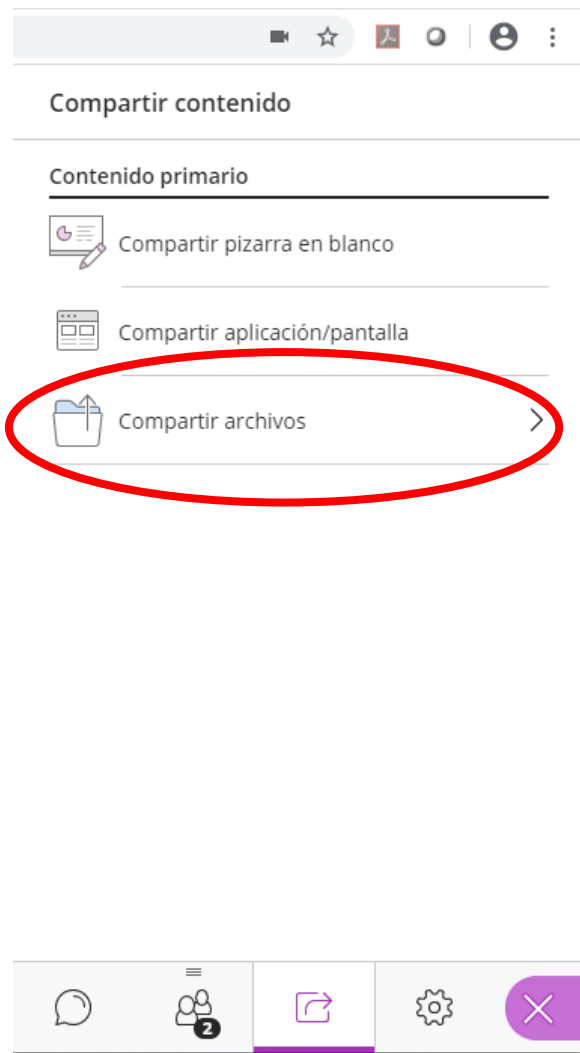 Compartir contenido
Contenido primario
Compartir pizarra en blanco
Compartir aplicación/pantalla
Compartir archivos
2